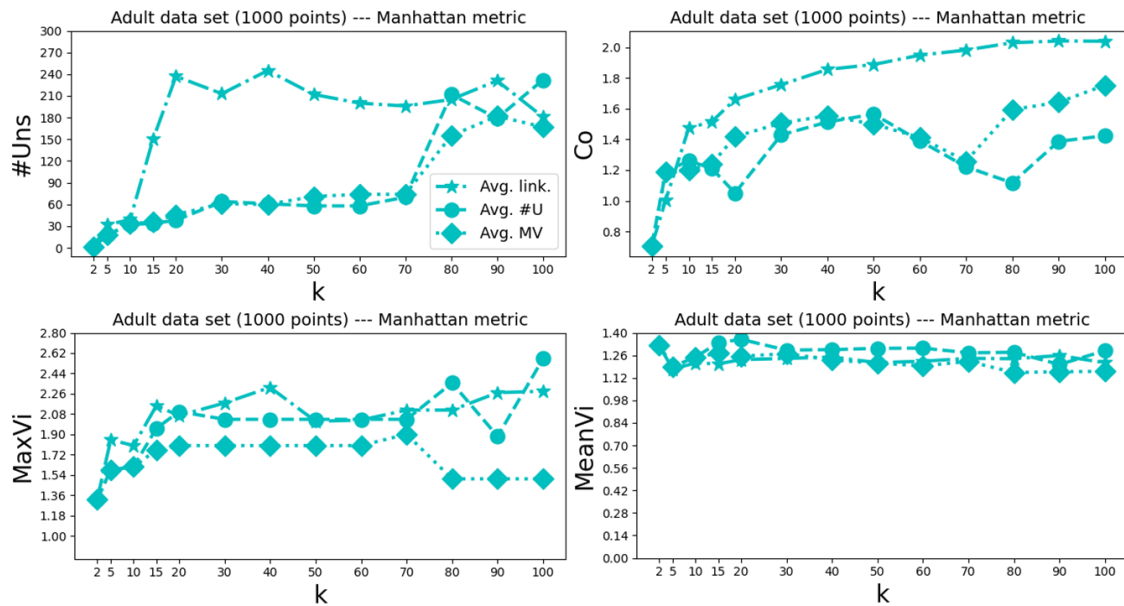 Adult data set (1000 points) --- Manhattan metric
300
270
240
210
180
150
120
90
60
30
0
#Uns
Avg. link.
Avg. #U
Avg. MV
2 5 10 15 20 30 40 50 60 70 80 90 100
k
Adult data set (1000 points) --- Manhattan metric
2.0
1.8
1.6
1.4
1.2
1.0
0.8
Co
2 5 10 15 20 30 40 50 60 70 80 90 100
k
Adult data set (1000 points) --- Manhattan metric
2.80
2.62
2.44
2.26
2.08
1.90
1.72
1.54
1.36
1.18
1.00
MaxVi
2 5 10 15 20 30 40 50 60 70 80 90 100
k
Adult data set (1000 points) --- Manhattan metric
1.40
1.26
1.12
0.98
0.84
0.70
0.56
0.42
0.28
0.14
0.00
MeanVi
2 5 10 15 20 30 40 50 60 70 80 90 100
k